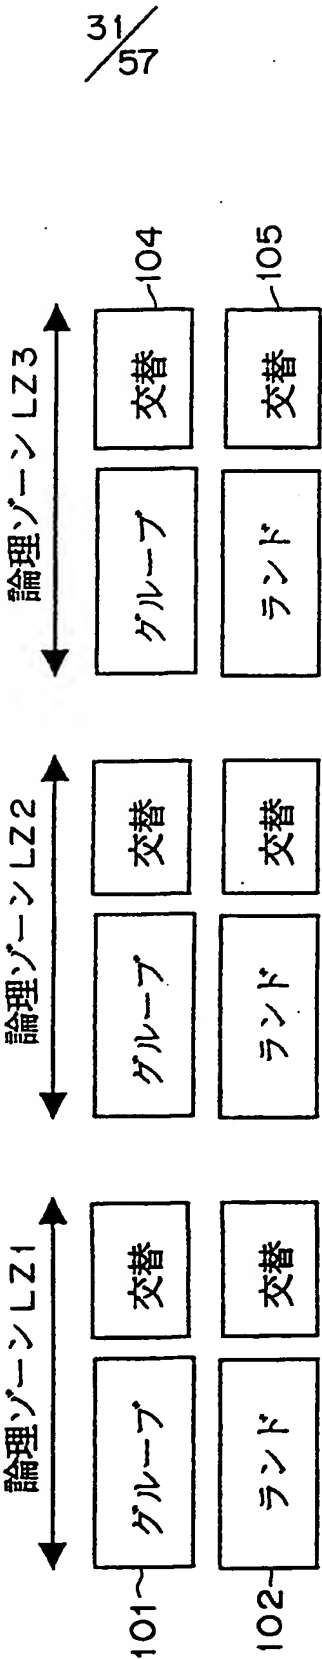 31/57
論理ゾーンLZ1
論理ゾーンLZ2
論理ゾーンLZ3
101
グループ
交替
グループ
交替
グループ
交替
104
102
ランド
交替
ランド
交替
ランド
交替
105